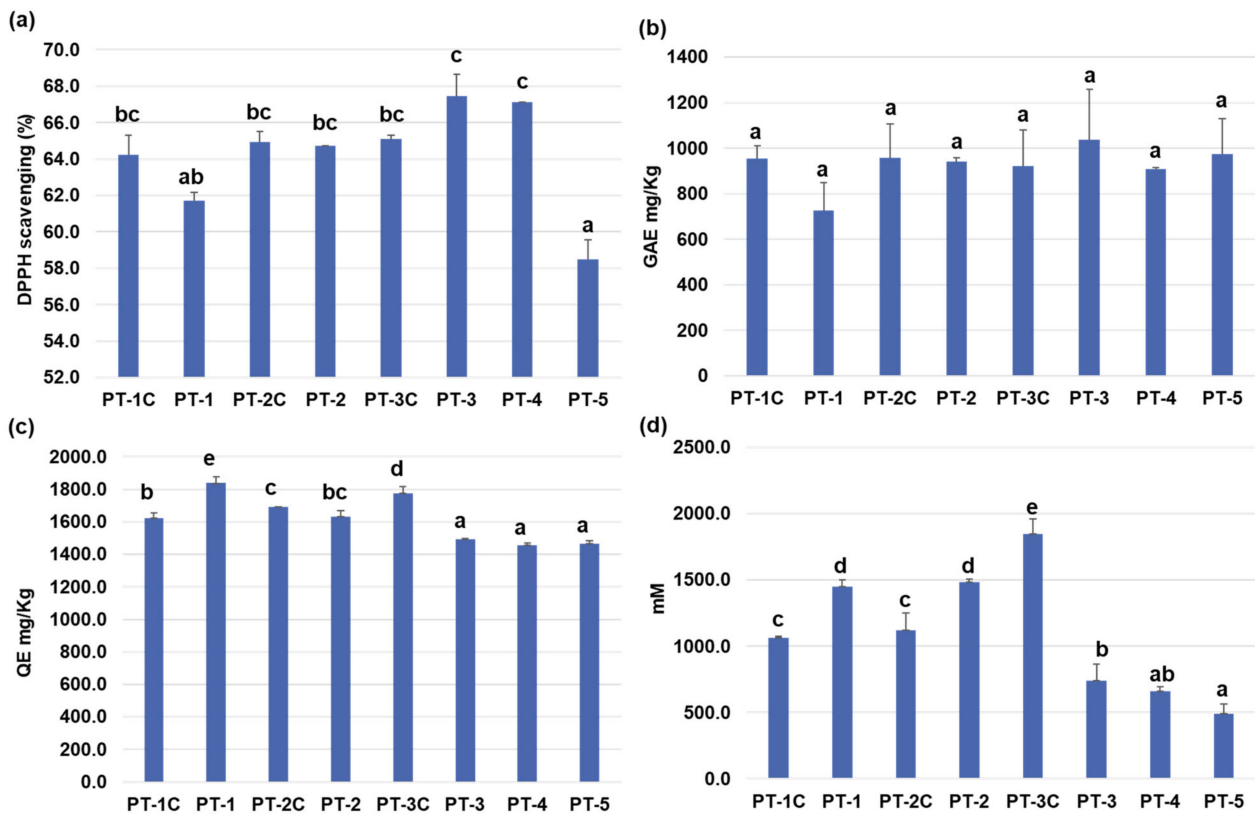 (a)
DPPH scavenging (%)
70.0
68.0
66.0
64.0
62.0
60.0
58.0
56.0
54.0
52.0
bc
ab
bc
bc
bc
c
c
a
PT-1C PT-1 PT-2C PT-2 PT-3C PT-3 PT-4 PT-5
(b)
GAE mg/Kg
1400
1200
1000
800
600
400
200
0
a
a
a
a
a
a
a
a
PT-1C PT-1 PT-2C PT-2 PT-3C PT-3 PT-4 PT-5
(c)
QE mg/Kg
2000.0
1800.0
1600.0
1400.0
1200.0
1000.0
800.0
600.0
400.0
200.0
0.0
b
e
c
bc
d
a
a
a
PT-1C PT-1 PT-2C PT-2 PT-3C PT-3 PT-4 PT-5
(d)
mM
2500.0
2000.0
1500.0
1000.0
500.0
0.0
c
d
c
d
e
b
ab
a
PT-1C PT-1 PT-2C PT-2 PT-3C PT-3 PT-4 PT-5